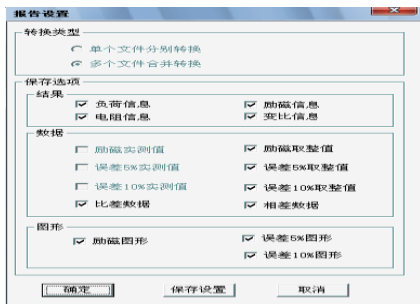 报告设置
转换类型
单个文件分别转换
多个文件合并转换
保存选项
结果
负荷信息 励磁信息
电阻信息 变比信息
数据
励磁实测值 励磁取整值
误差5%实测值 误差5%取整值
误差10%实测值 误差10%取整值
比差数据 相差数据
图形
励磁图形 误差5%图形
误差10%图形
确定 保存设置 取消